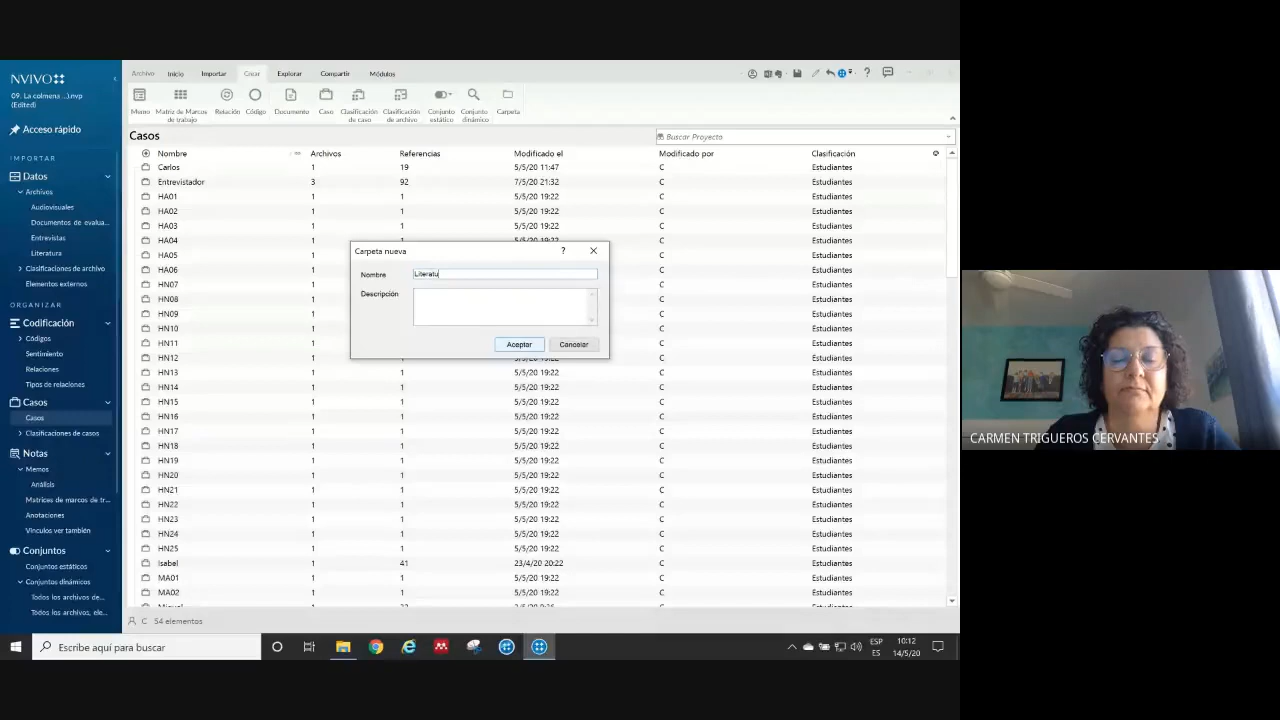 NVIVO
09. La colmena ...).nvp
(Edited)
Acceso rápido
IMPORTAR
Datos
Archivos
Audiovisuales
Documentos de evalua...
Entrevistas
Literatura
Clasificaciones de archivo
Elementos externos
ORGANIZAR
Codificación
Códigos
Sentimiento
Relaciones
Tipos de relaciones
Casos
Casos
Clasificaciones de casos
Notas
Memos
Análisis
Matrices de marcos de tr...
Anotaciones
Vínculos ver también
Conjuntos
Conjuntos estáticos
Conjuntos dinámicos
Todos los archivos de...
Todos los archivos, ele...
Archivo Inicio Importar Crear Explorar Compartir Módulos
Memo Matriz de Marcos de trabajo Relación Código Documento Caso Clasificación de caso Clasificación de archivo Conjunto estático Conjunto dinámico Carpeta
Casos
Buscar Proyecto
Nombre Archivos Referencias Modificado el Modificado por Clasificación
Carlos 1 19 5/5/20 11:47 C Estudiantes
Entrevistador 3 92 7/5/20 21:32 C Estudiantes
HA01 1 1 5/5/20 19:22 C Estudiantes
HA02 1 1 5/5/20 19:22 C Estudiantes
HA03 1 1 5/5/20 19:22 C Estudiantes
HA04 1 1 5/5/20 19:22 C Estudiantes
HA05 C Estudiantes
HA06 C Estudiantes
HN07 C Estudiantes
HN08 C Estudiantes
HN09 C Estudiantes
HN10 C Estudiantes
HN11 C Estudiantes
HN12 C Estudiantes
HN13 1 1 5/5/20 19:22 C Estudiantes
HN14 1 1 5/5/20 19:22 C Estudiantes
HN15 1 1 5/5/20 19:22 C Estudiantes
HN16 1 1 5/5/20 19:22 C Estudiantes
HN17 1 1 5/5/20 19:22 C Estudiantes
HN18 1 1 5/5/20 19:22 C Estudiantes
HN19 1 1 5/5/20 19:22 C Estudiantes
HN20 1 1 5/5/20 19:22 C Estudiantes
HN21 1 1 5/5/20 19:22 C Estudiantes
HN22 1 1 5/5/20 19:22 C Estudiantes
HN23 1 1 5/5/20 19:22 C Estudiantes
HN24 1 1 5/5/20 19:22 C Estudiantes
HN25 1 1 5/5/20 19:22 C Estudiantes
Isabel 1 41 23/4/20 20:22 C Estudiantes
MA01 1 1 5/5/20 19:22 C Estudiantes
MA02 1 1 5/5/20 19:22 C Estudiantes
Carpeta nueva
Nombre Literatu
Descripción
Aceptar Cancelar
C 54 elementos
Escribe aquí para buscar
ESP
ES
10:12
14/5/20
CARMEN TRIGUEROS CERVANTES